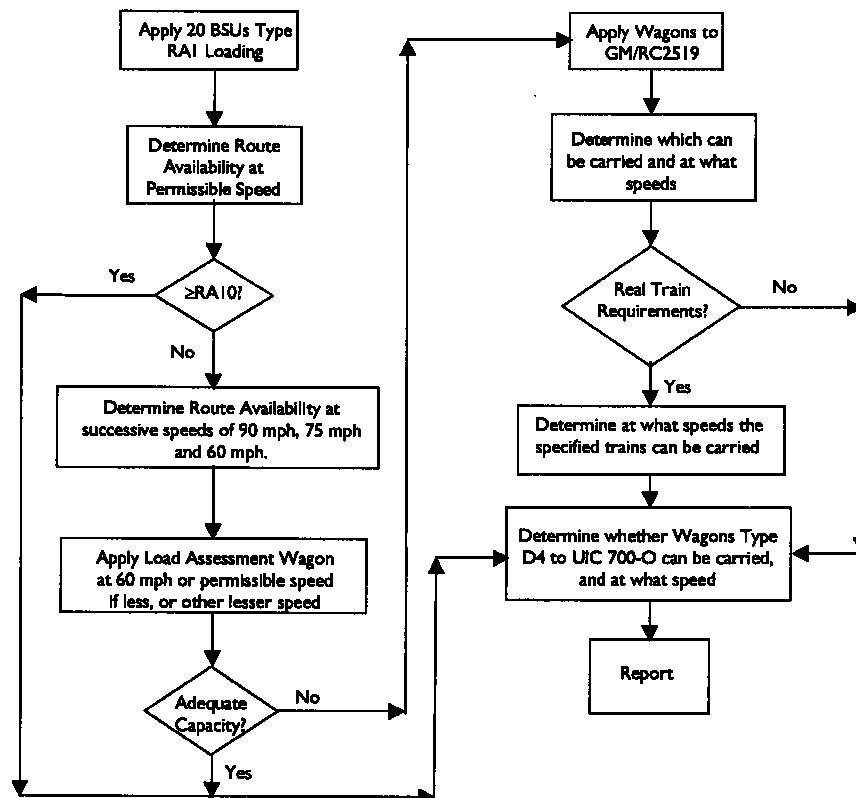 Apply 20 BSUs Type
RA1 Loading
Determine Route
Availability at
Permissible Speed
≥RA10?
Yes
No
Determine Route Availability at
successive speeds of 90 mph, 75 mph
and 60 mph.
Apply Load Assessment Wagon
at 60 mph or permissible speed
if less, or other lesser speed
Adequate
Capacity?
No
Yes
Apply Wagons to
GM/RC2519
Determine which can
be carried and at what
speeds
Real Train
Requirements?
No
Yes
Determine at what speeds the
specified trains can be carried
Determine whether Wagons Type
D4 to UIC 700-O can be carried,
and at what speed
Report